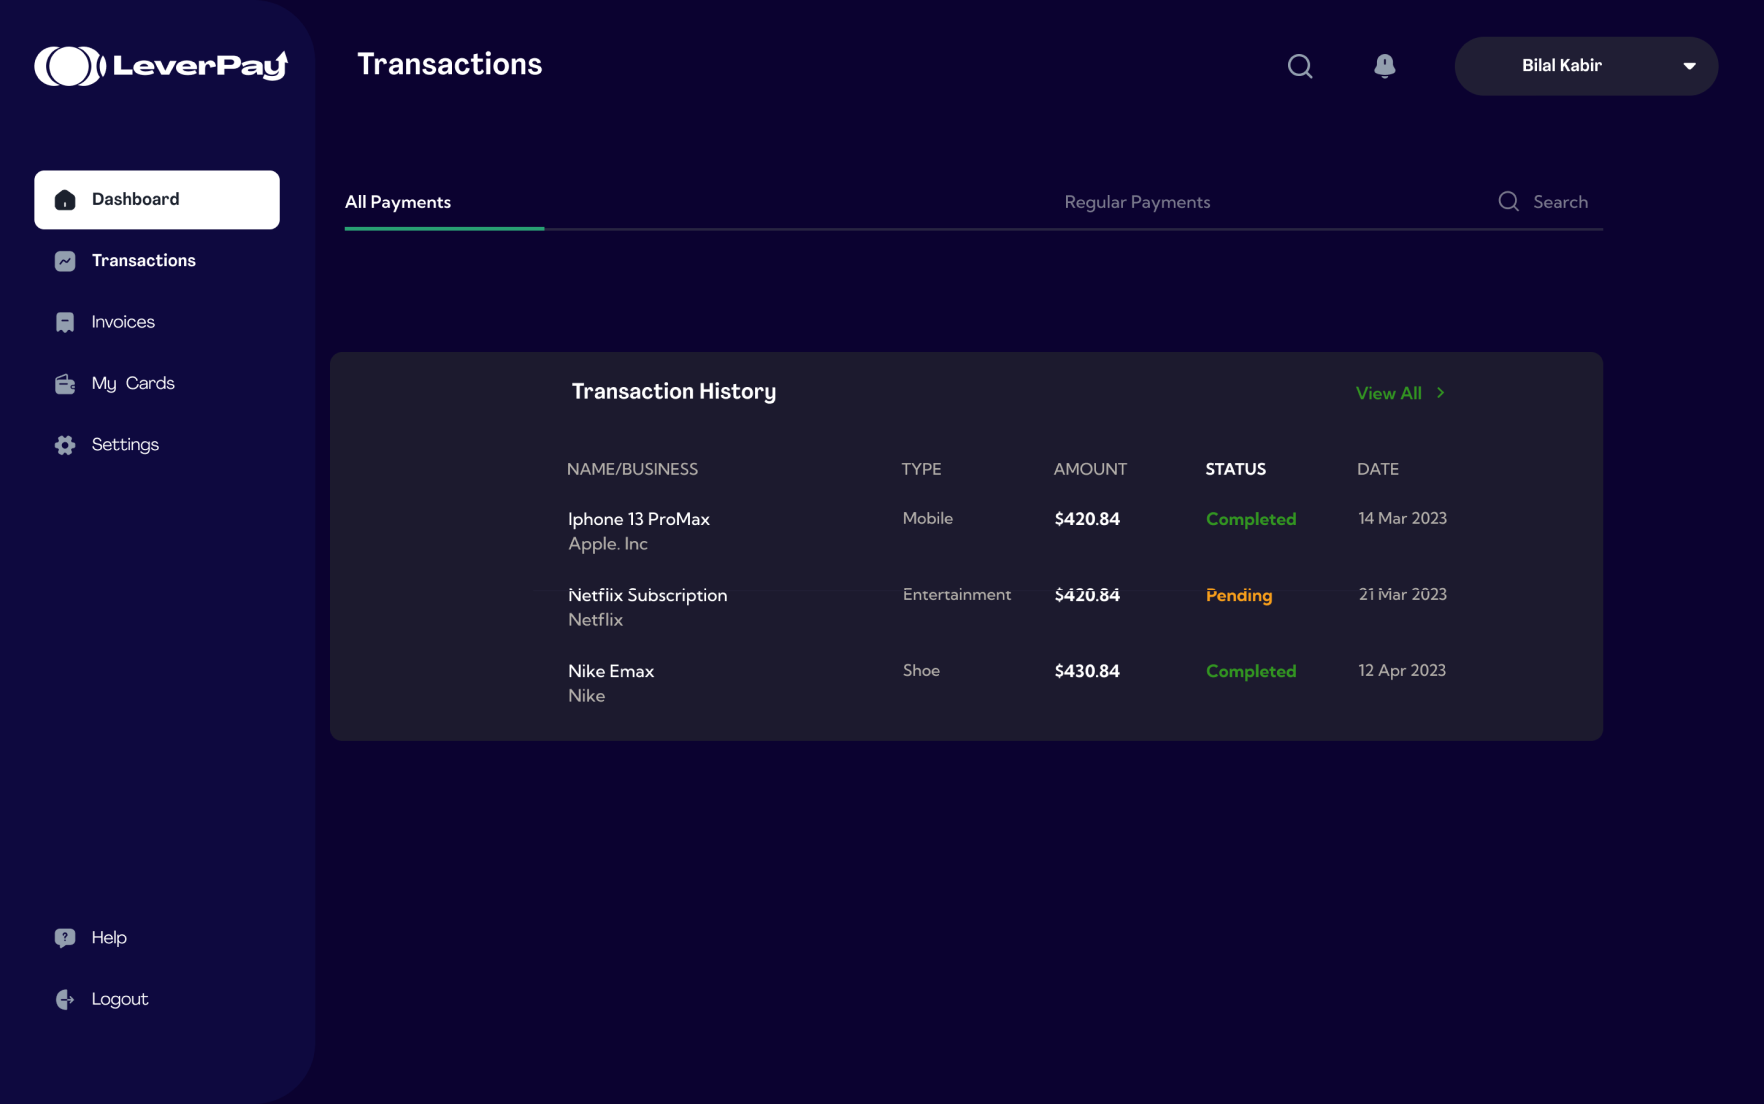 LeverPay
Transactions
Bilal Kabir
Dashboard
Transactions
Invoices
My Cards
Settings
Help
Logout
All Payments
Regular Payments
Search
Transaction History
View All
NAME/BUSINESS TYPE AMOUNT STATUS DATE
Iphone 13 ProMax Mobile $420.84 Completed 14 Mar 2023
Apple. Inc
Netflix Subscription Entertainment $420.84 Pending 21 Mar 2023
Netflix
Nike Emax Shoe $430.84 Completed 12 Apr 2023
Nike